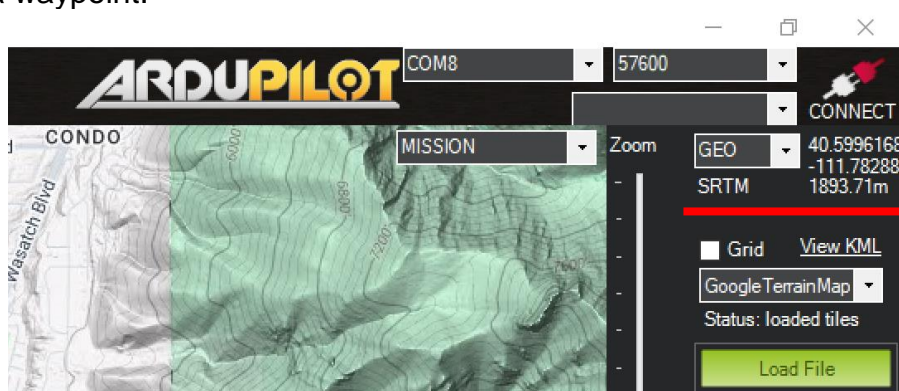 a waypoint.
ARDUPILOT
COM8
57600
CONNECT
CONDO
6000
MISSION
Zoom
GEO
40.5996168
-111.78288
SRTM
1893.71m
6800
Wasatch Blvd
7200
Grid
View KML
GoogleTerrainMap
Status: loaded tiles
Load File